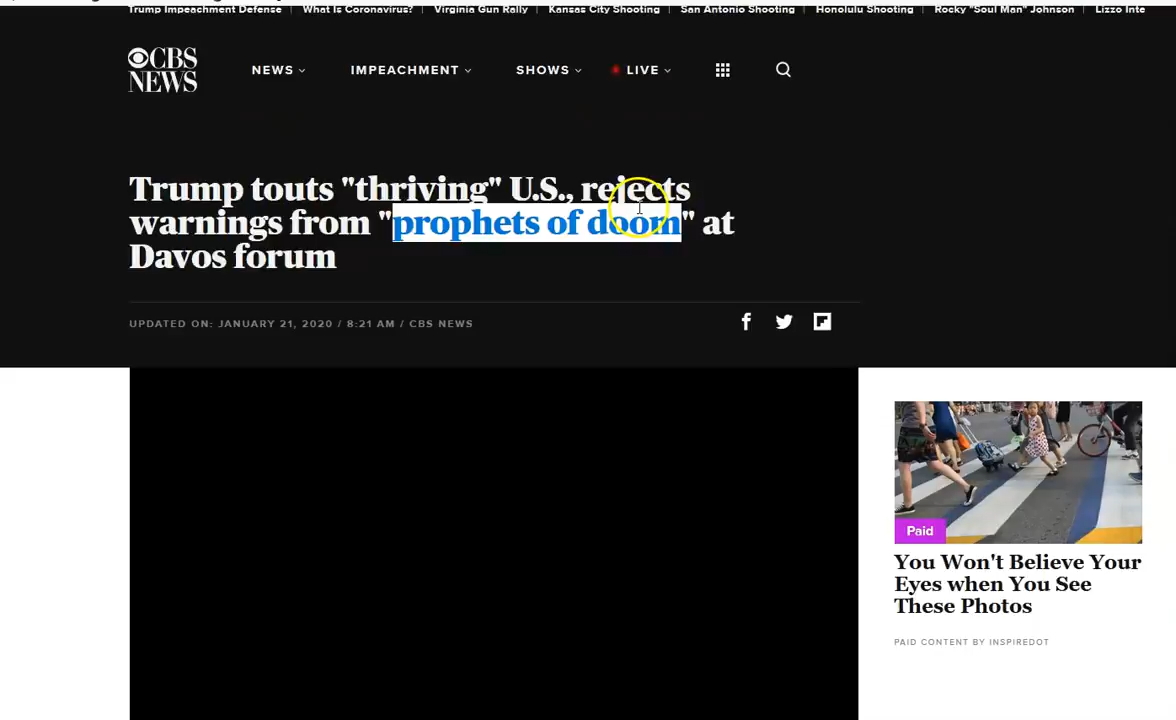 Trump Impeachment Defense | What Is Coronavirus? | Virginia Gun Rally | Kansas City Shooting | San Antonio Shooting | Honolulu Shooting | Rocky "Soul Man" Johnson | Lizzo Inte
CBS
NEWS
NEWS IMPEACHMENT SHOWS LIVE
Trump touts "thriving" U.S., rejects
warnings from "prophets of doom" at
Davos forum
UPDATED ON: JANUARY 21, 2020 / 8:21 AM / CBS NEWS
Paid
You Won't Believe Your
Eyes when You See
These Photos
PAID CONTENT BY INSPIREDOT